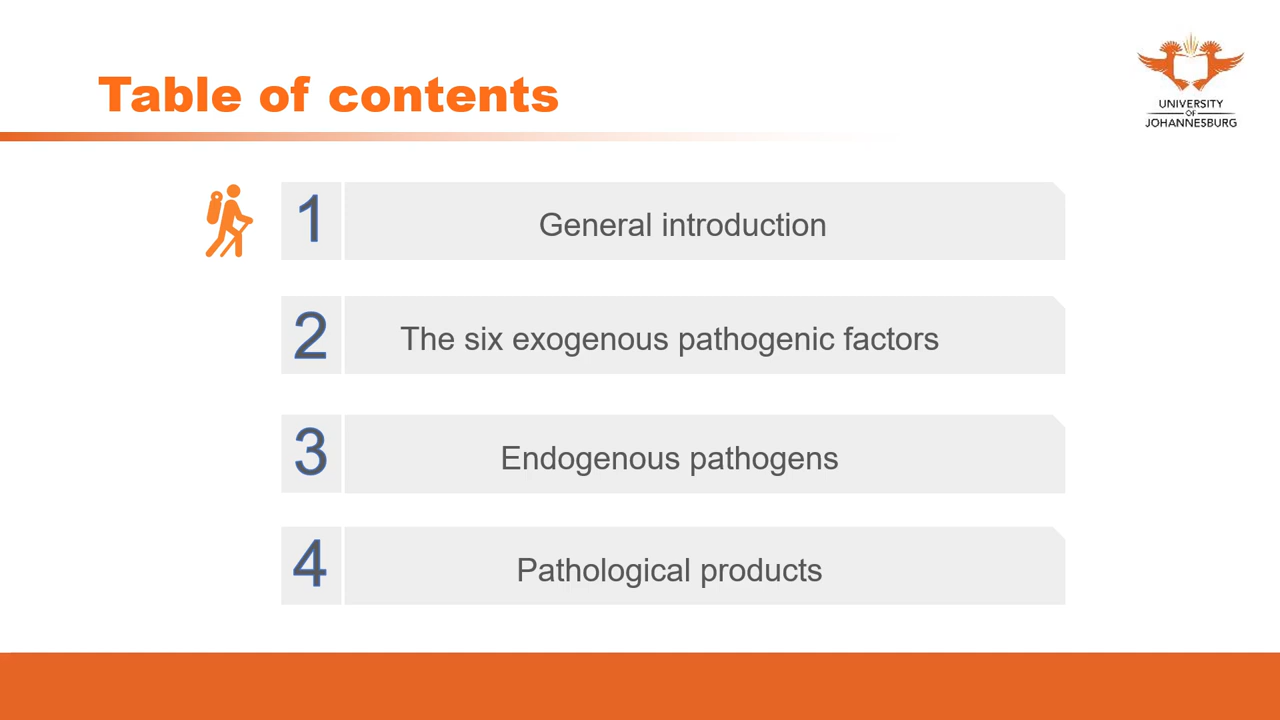 Table of contents
UNIVERSITY
OF
JOHANNESBURG
1 General introduction
2 The six exogenous pathogenic factors
3 Endogenous pathogens
4 Pathological products